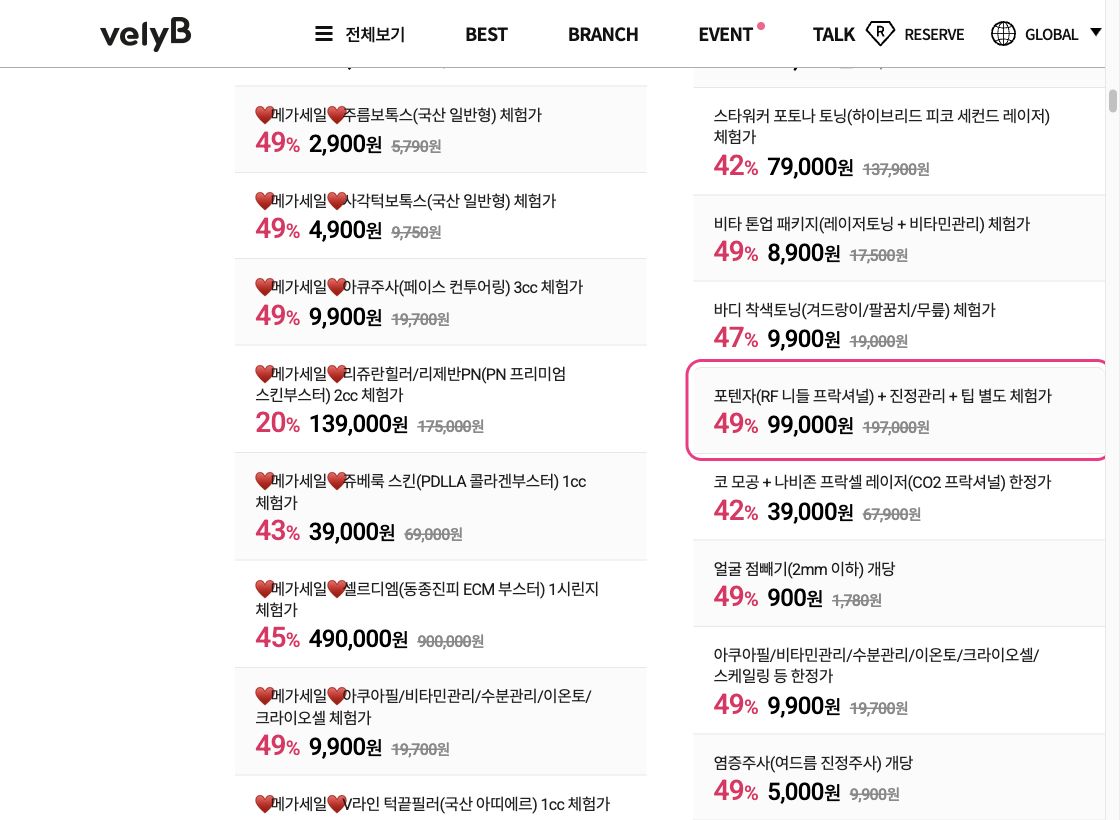 velyB
전체보기
BEST
BRANCH
EVENT
TALK
R
RESERVE
GLOBAL
❤️메가세일❤️주름보톡스(국산 일반형) 체험가
49% 2,900원 5,790원
❤️메가세일❤️사각턱보톡스(국산 일반형) 체험가
49% 4,900원 9,750원
❤️메가세일❤️아큐주사(페이스 컨투어링) 3cc 체험가
49% 9,900원 19,700원
❤️메가세일❤️리쥬란힐러/리제반PN(PN 프리미엄
스킨부스터) 2cc 체험가
20% 139,000원 175,000원
❤️메가세일❤️쥬베룩 스킨(PDLLA 콜라겐부스터) 1cc
체험가
43% 39,000원 69,000원
❤️메가세일❤️셀르디엠(동종진피 ECM 부스터) 1시린지
체험가
45% 490,000원 900,000원
❤️메가세일❤️아쿠아필/비타민관리/수분관리/이온토/
크라이오셀 체험가
49% 9,900원 19,700원
❤️메가세일❤️V라인 턱끝필러(국산 아띠에르) 1cc 체험가
스타워커 포토나 토닝(하이브리드 피코 세컨드 레이저)
체험가
42% 79,000원 137,900원
비타 톤업 패키지(레이저토닝 + 비타민관리) 체험가
49% 8,900원 17,500원
바디 착색토닝(겨드랑이/팔꿈치/무릎) 체험가
47% 9,900원 19,000원
포텐자(RF 니들 프락셔널) + 진정관리 + 팁 별도 체험가
49% 99,000원 197,000원
코 모공 + 나비존 프락셀 레이저(CO2 프락셔널) 한정가
42% 39,000원 67,900원
얼굴 점빼기(2mm 이하) 개당
49% 900원 1,780원
아쿠아필/비타민관리/수분관리/이온토/크라이오셀/
스케일링 등 한정가
49% 9,900원 19,700원
염증주사(여드름 진정주사) 개당
49% 5,000원 9,900원